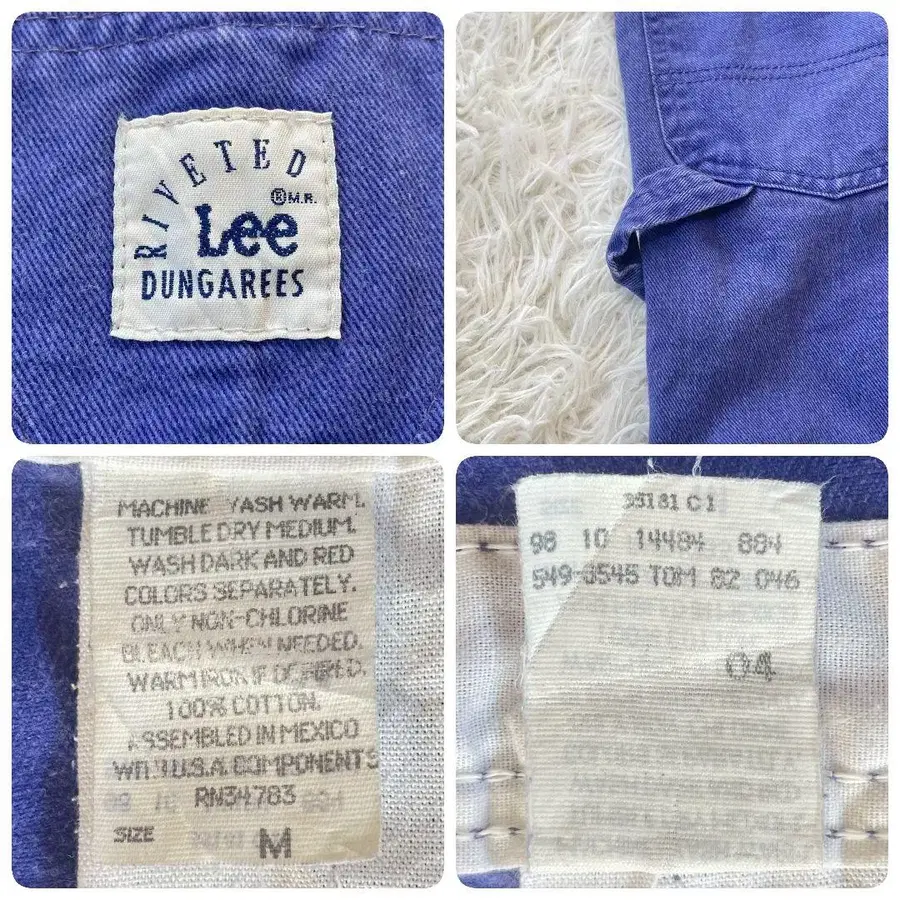 RIVETED
®M.R.
Lee
DUNGAREES
MACHINE WASH WARM.
TUMBLE DRY MEDIUM.
WASH DARK AND RED
COLORS SEPARATELY.
ONLY NON-CHLORINE
BLEACH WHEN NEEDED.
WARM IRON IF DESIRED.
100% COTTON.
ASSEMBLED IN MEXICO
WITH U.S.A. COMPONENTS
RN34783
SIZE M
35181 C1
98 10 14484 884
549-3545 TOM 82 046
04